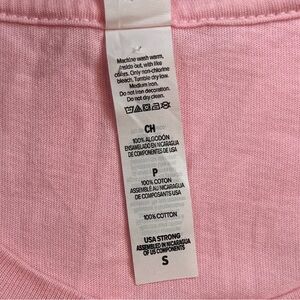 Machine wash warm,
inside out, with like
colors. Only non-chlorine
bleach. Tumble dry low.
Medium iron.
Do not iron decoration.
Do not dry clean.
CH
100% ALGODÓN
ENSAMBLADO EN NICARAGUA
DE COMPONENTES DE USA
P
100% COTON
ASSEMBLÉ AU NICARAGUA
DE COMPOSANTS USA
100% COTTON
USA STRONG
ASSEMBLED IN NICARAGUA
OF US COMPONENTS
S